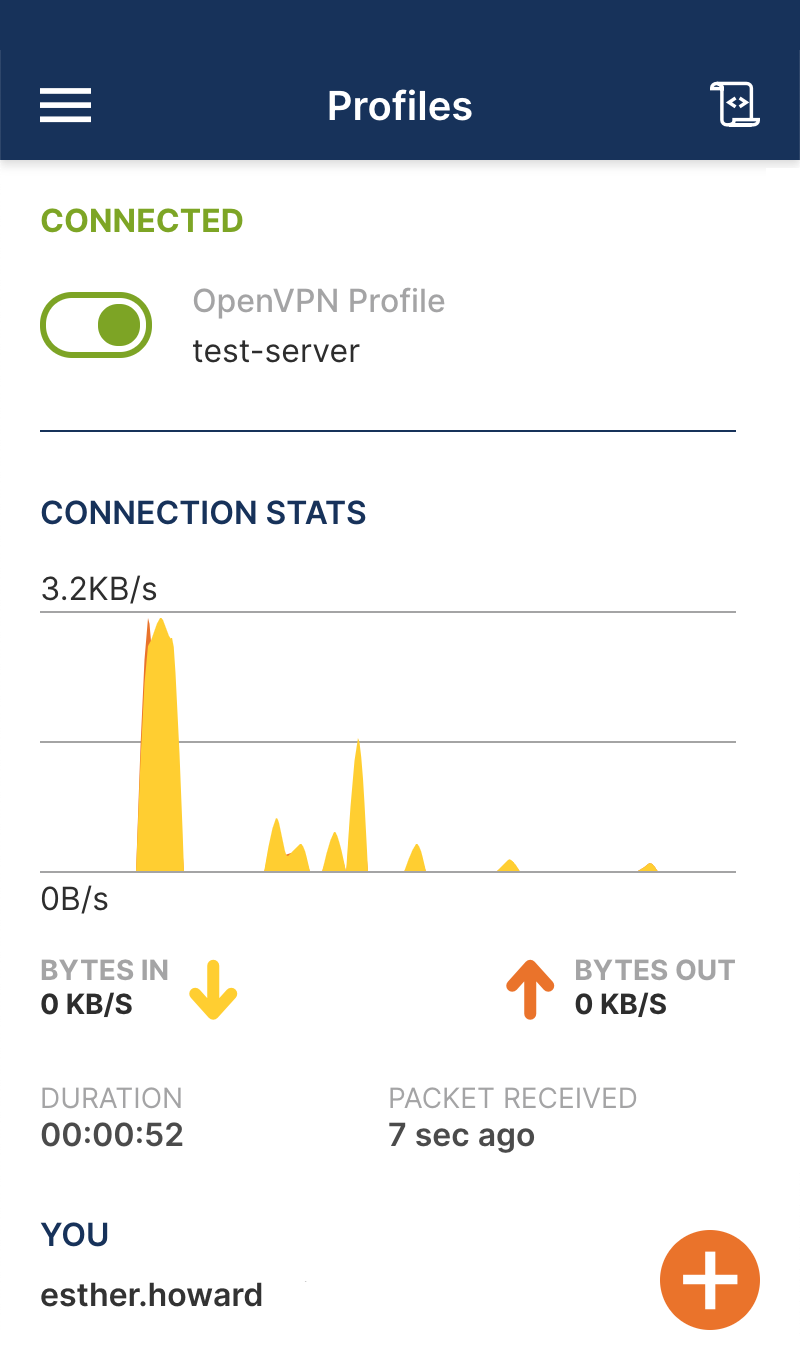 Profiles
CONNECTED
OpenVPN Profile
test-server
CONNECTION STATS
3.2KB/s
0B/s
BYTES IN
0 KB/S
BYTES OUT
0 KB/S
DURATION
00:00:52
PACKET RECEIVED
7 sec ago
YOU
esther.howard